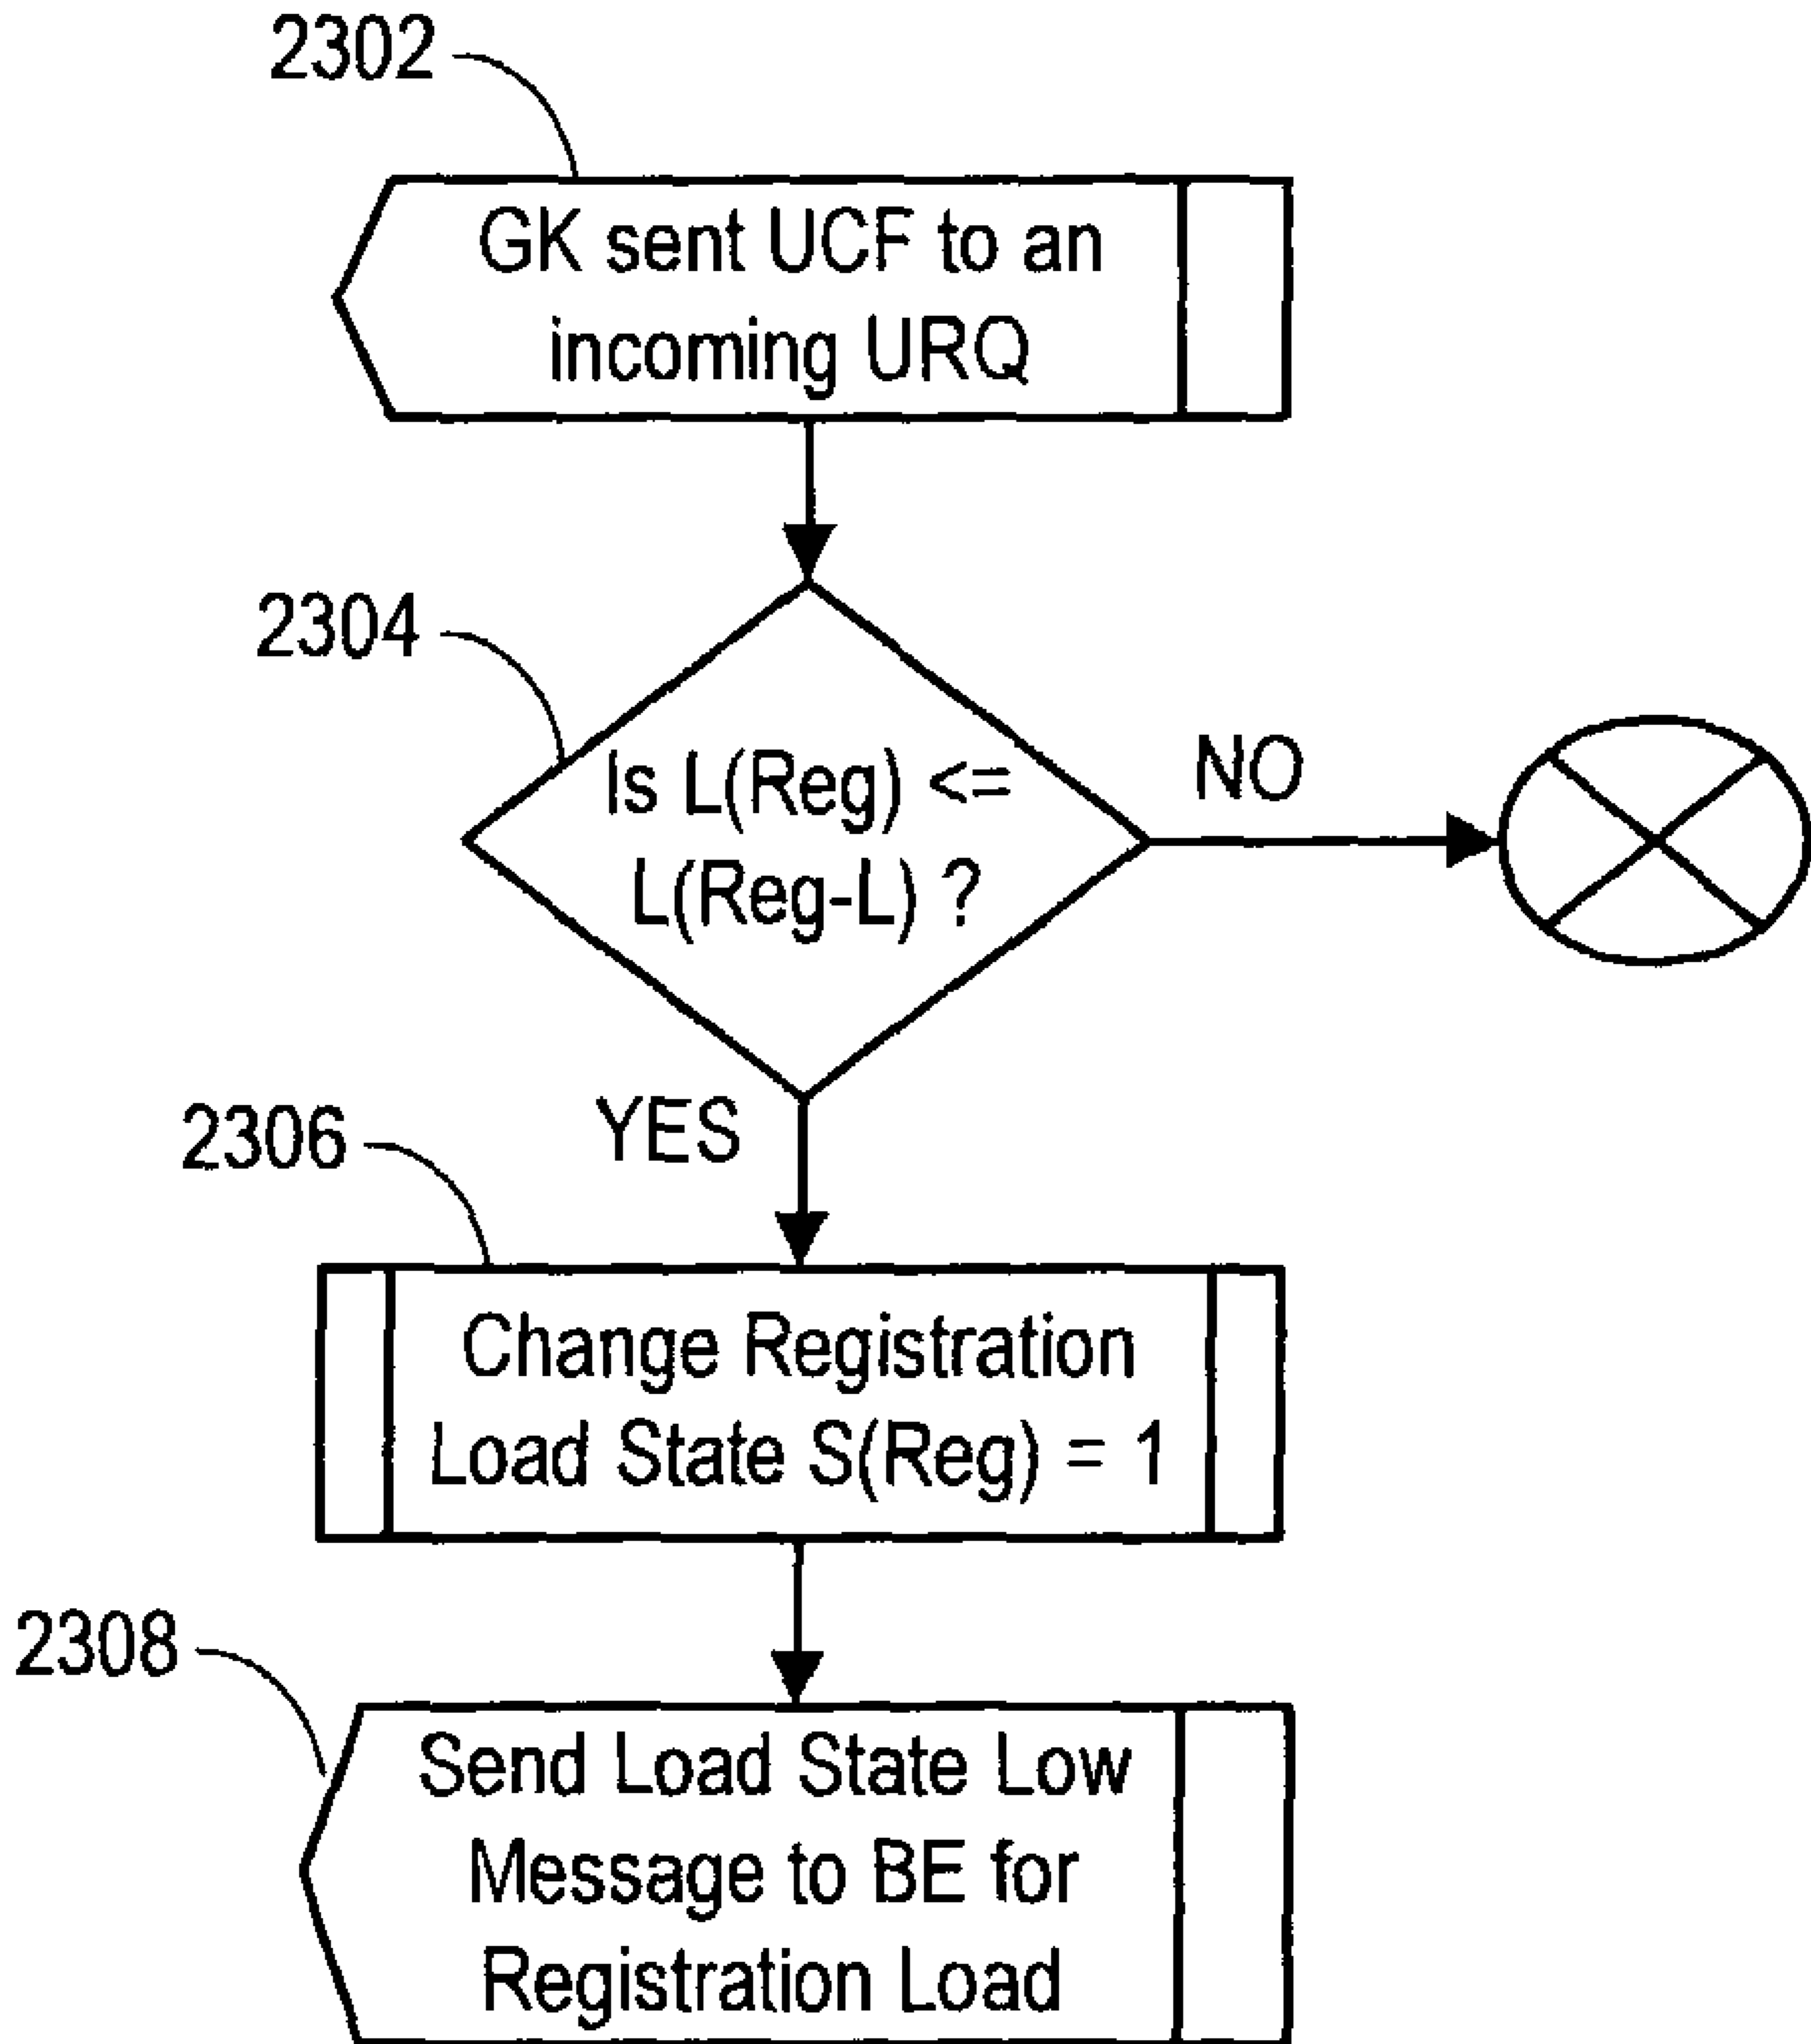 2302
GK sent UCF to an
incoming URQ
2304
Is L(Reg) <=
L(Reg-L) ?
NO
YES
2306
Change Registration
Load State S(Reg) = 1
2308
Send Load State Low
Message to BE for
Registration Load